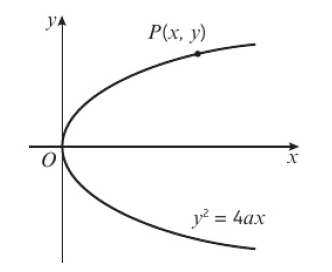 y
P(x, y)
O
x
y² = 4ax